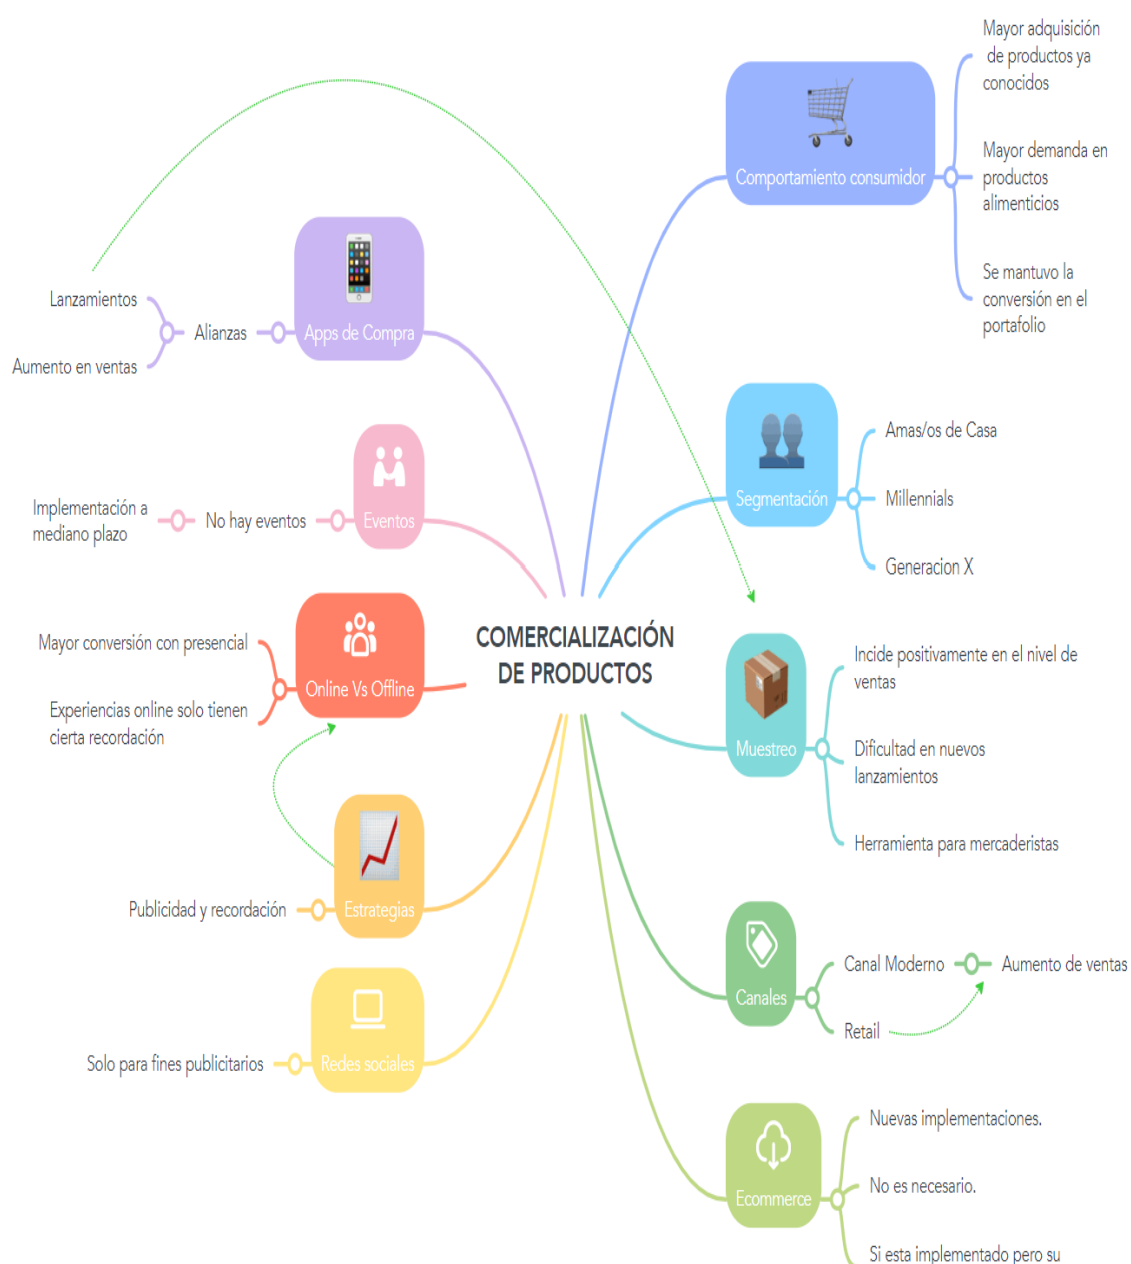 COMERCIALIZACIÓN
DE PRODUCTOS
Comportamiento consumidor
Mayor adquisición
de productos ya
conocidos
Mayor demanda en
productos
alimenticios
Se mantuvo la
conversión en el
portafolio
Segmentación
Amas/os de Casa
Millennials
Generacion X
Muestreo
Incide positivamente en el nivel de
ventas
Dificultad en nuevos
lanzamientos
Herramienta para mercaderistas
Canales
Canal Moderno
Aumento de ventas
Retail
Ecommerce
Nuevas implementaciones.
No es necesario.
Si esta implementado pero su
Apps de Compra
Alianzas
Lanzamientos
Aumento en ventas
Eventos
No hay eventos
Implementación a
mediano plazo
Online Vs Offline
Mayor conversión con presencial
Experiencias online solo tienen
cierta recordación
Estrategias
Publicidad y recordación
Redes sociales
Solo para fines publicitarios